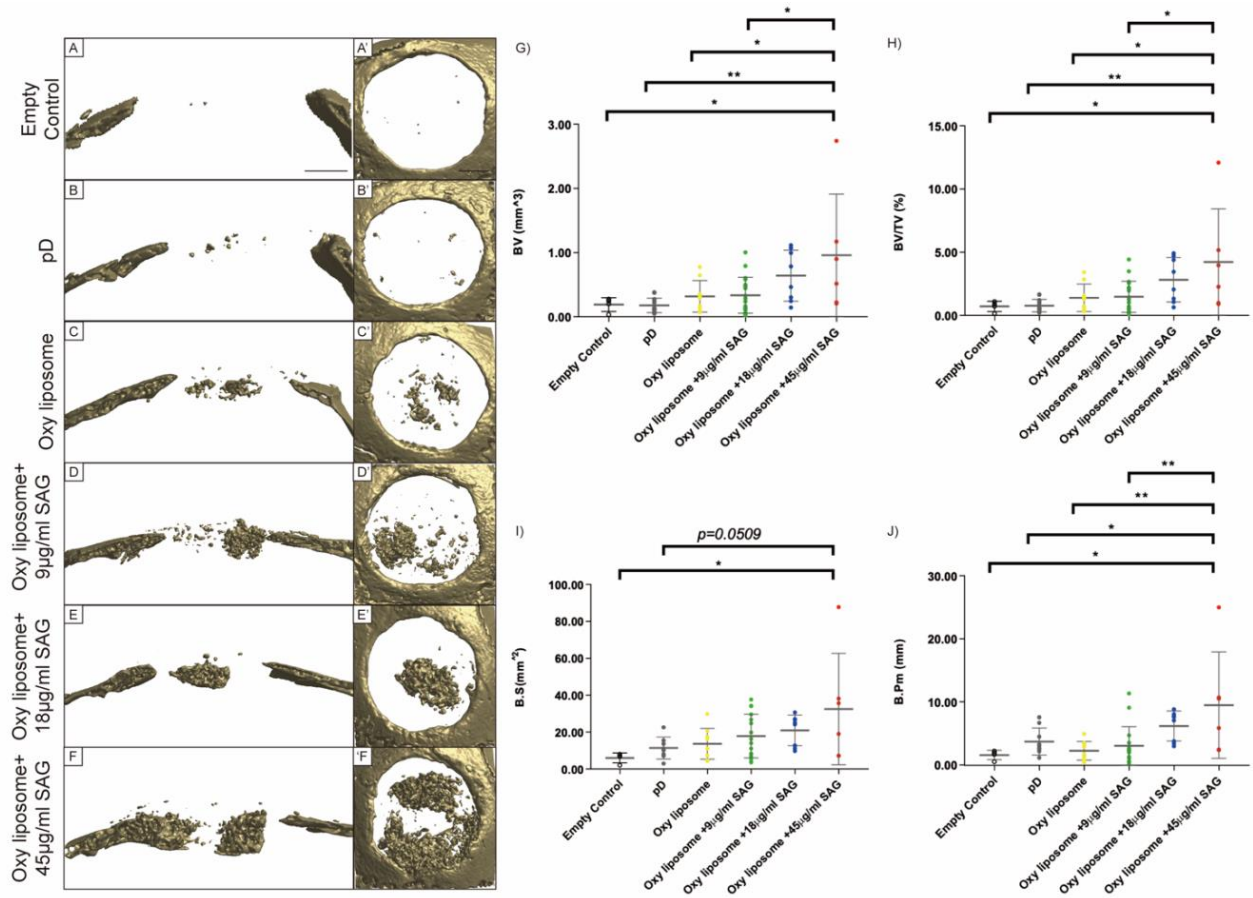 Empty
Control
A
A'
pD
B
B'
Oxy liposome
C
C'
Oxy liposome+
9µg/ml SAG
D
D'
Oxy liposome+
18µg/ml SAG
E
E'
Oxy liposome+
45µg/ml SAG
F
'F
G)
*
*
**
*
BV (mm^3)
3.00
2.00
1.00
0.00
Empty Control
pD
Oxy liposome
Oxy liposome +9µg/ml SAG
Oxy liposome +18µg/ml SAG
Oxy liposome +45µg/ml SAG
H)
*
*
**
*
BV/TV (%)
15.00
10.00
5.00
0.00
Empty Control
pD
Oxy liposome
Oxy liposome +9µg/ml SAG
Oxy liposome +18µg/ml SAG
Oxy liposome +45µg/ml SAG
I)
p=0.0509
*
B.S(mm^2)
100.00
80.00
60.00
40.00
20.00
0.00
Empty Control
pD
Oxy liposome
Oxy liposome +9µg/ml SAG
Oxy liposome +18µg/ml SAG
Oxy liposome +45µg/ml SAG
J)
**
**
*
*
B.Pm (mm)
30.00
20.00
10.00
0.00
Empty Control
pD
Oxy liposome
Oxy liposome +9µg/ml SAG
Oxy liposome +18µg/ml SAG
Oxy liposome +45µg/ml SAG